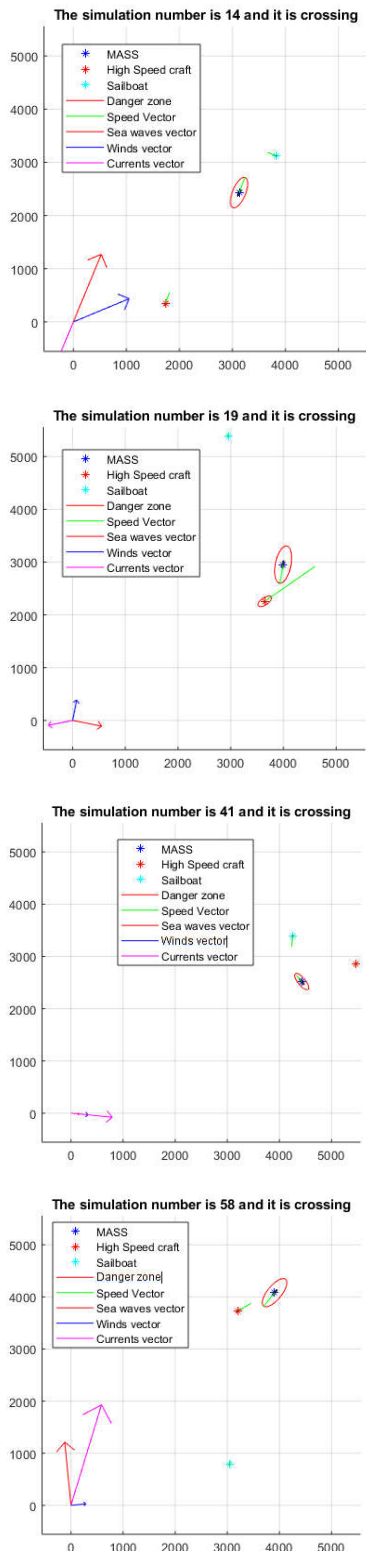 The simulation number is 14 and it is crossing
5000
4000
3000
2000
1000
0
MASS
High Speed craft
Sailboat
Danger zone
Speed Vector
Sea waves vector
Winds vector
Currents vector
0 1000 2000 3000 4000 5000
The simulation number is 19 and it is crossing
5000
4000
3000
2000
1000
0
MASS
High Speed craft
Sailboat
Danger zone
Speed Vector
Sea waves vector
Winds vector
Currents vector
0 1000 2000 3000 4000 5000
The simulation number is 41 and it is crossing
5000
4000
3000
2000
1000
0
MASS
High Speed craft
Sailboat
Danger zone
Speed Vector
Sea waves vector
Winds vector
Currents vector
0 1000 2000 3000 4000 5000
The simulation number is 58 and it is crossing
5000
4000
3000
2000
1000
0
MASS
High Speed craft
Sailboat
Danger zone
Speed Vector
Sea waves vector
Winds vector
Currents vector
0 1000 2000 3000 4000 5000